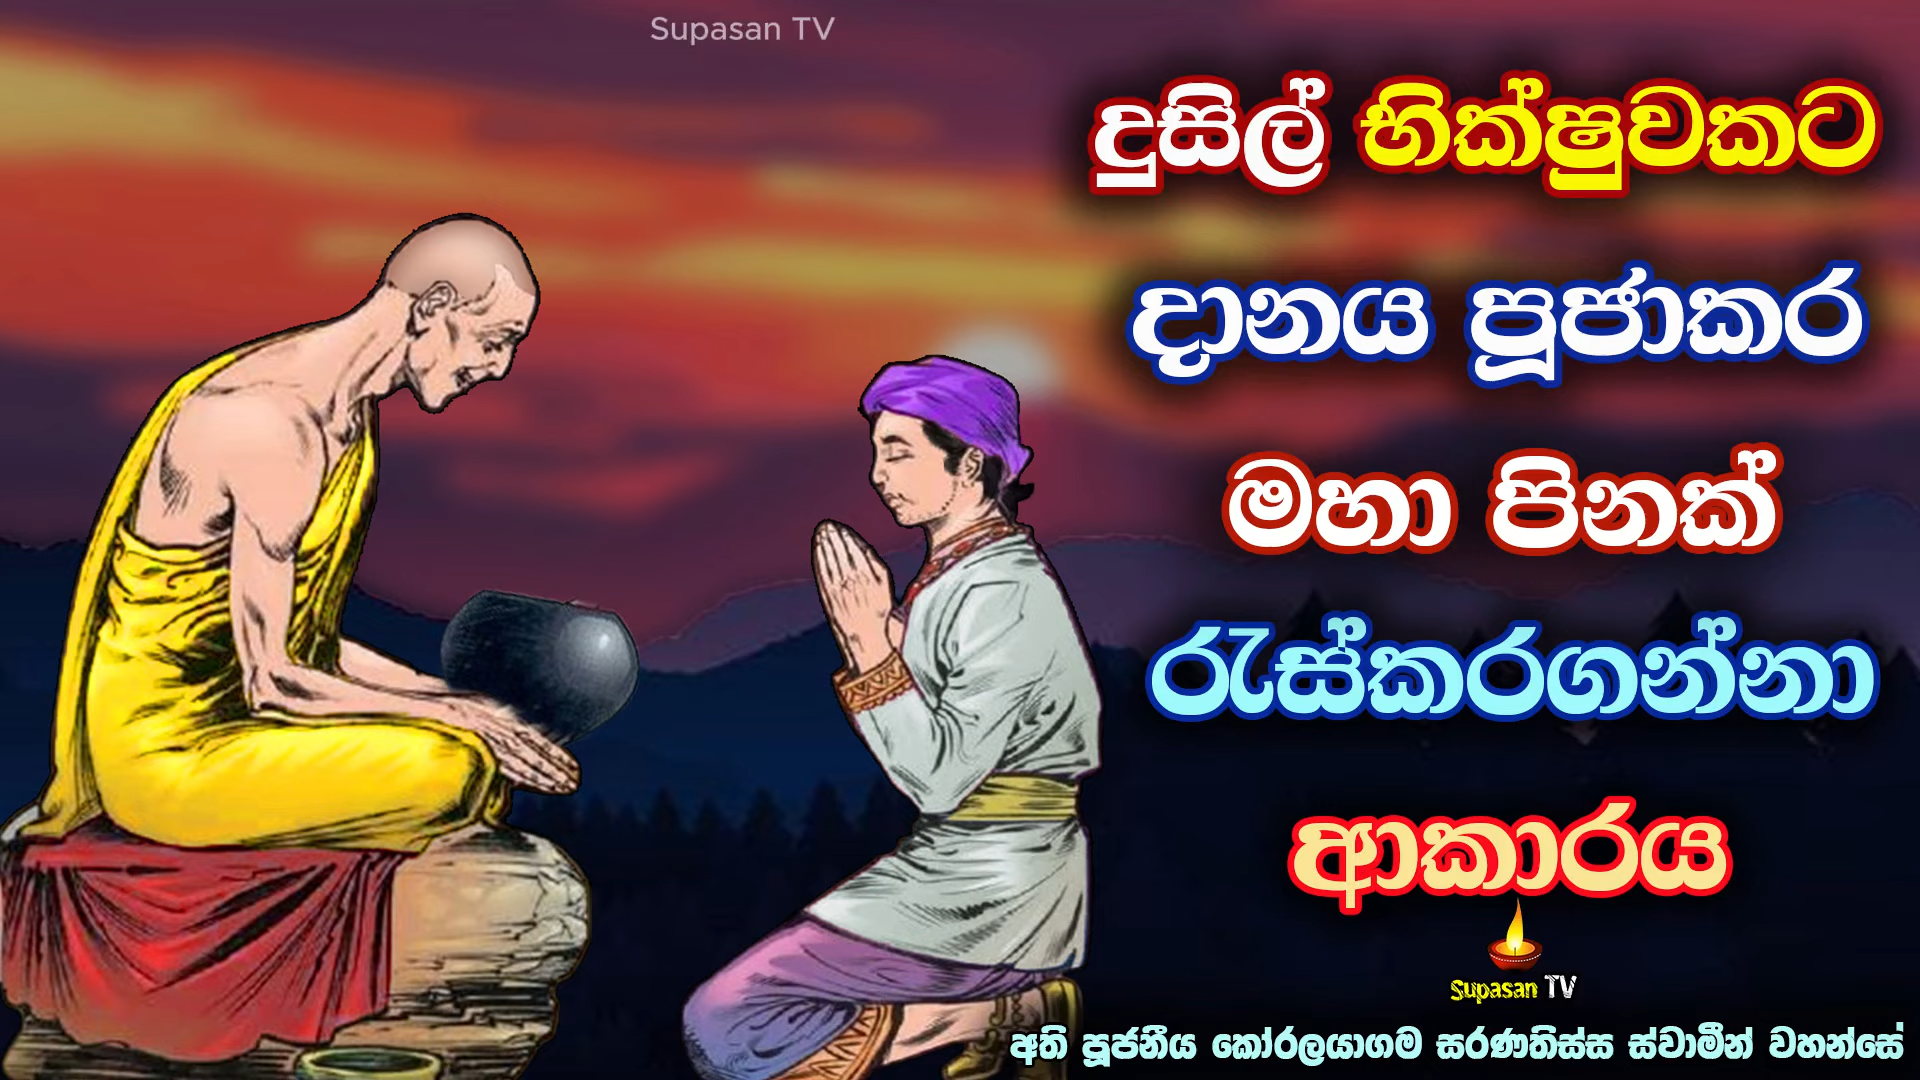 Supasan TV
දුසිල් භික්ෂුවකට
දානය පූජාකර
මහා පිනක්
රැස්කරගන්නා
ආකාරය
Supasan TV
අති පූජනීය කෝරලයාගම සරණතිස්ස ස්වාමීන් වහන්සේ